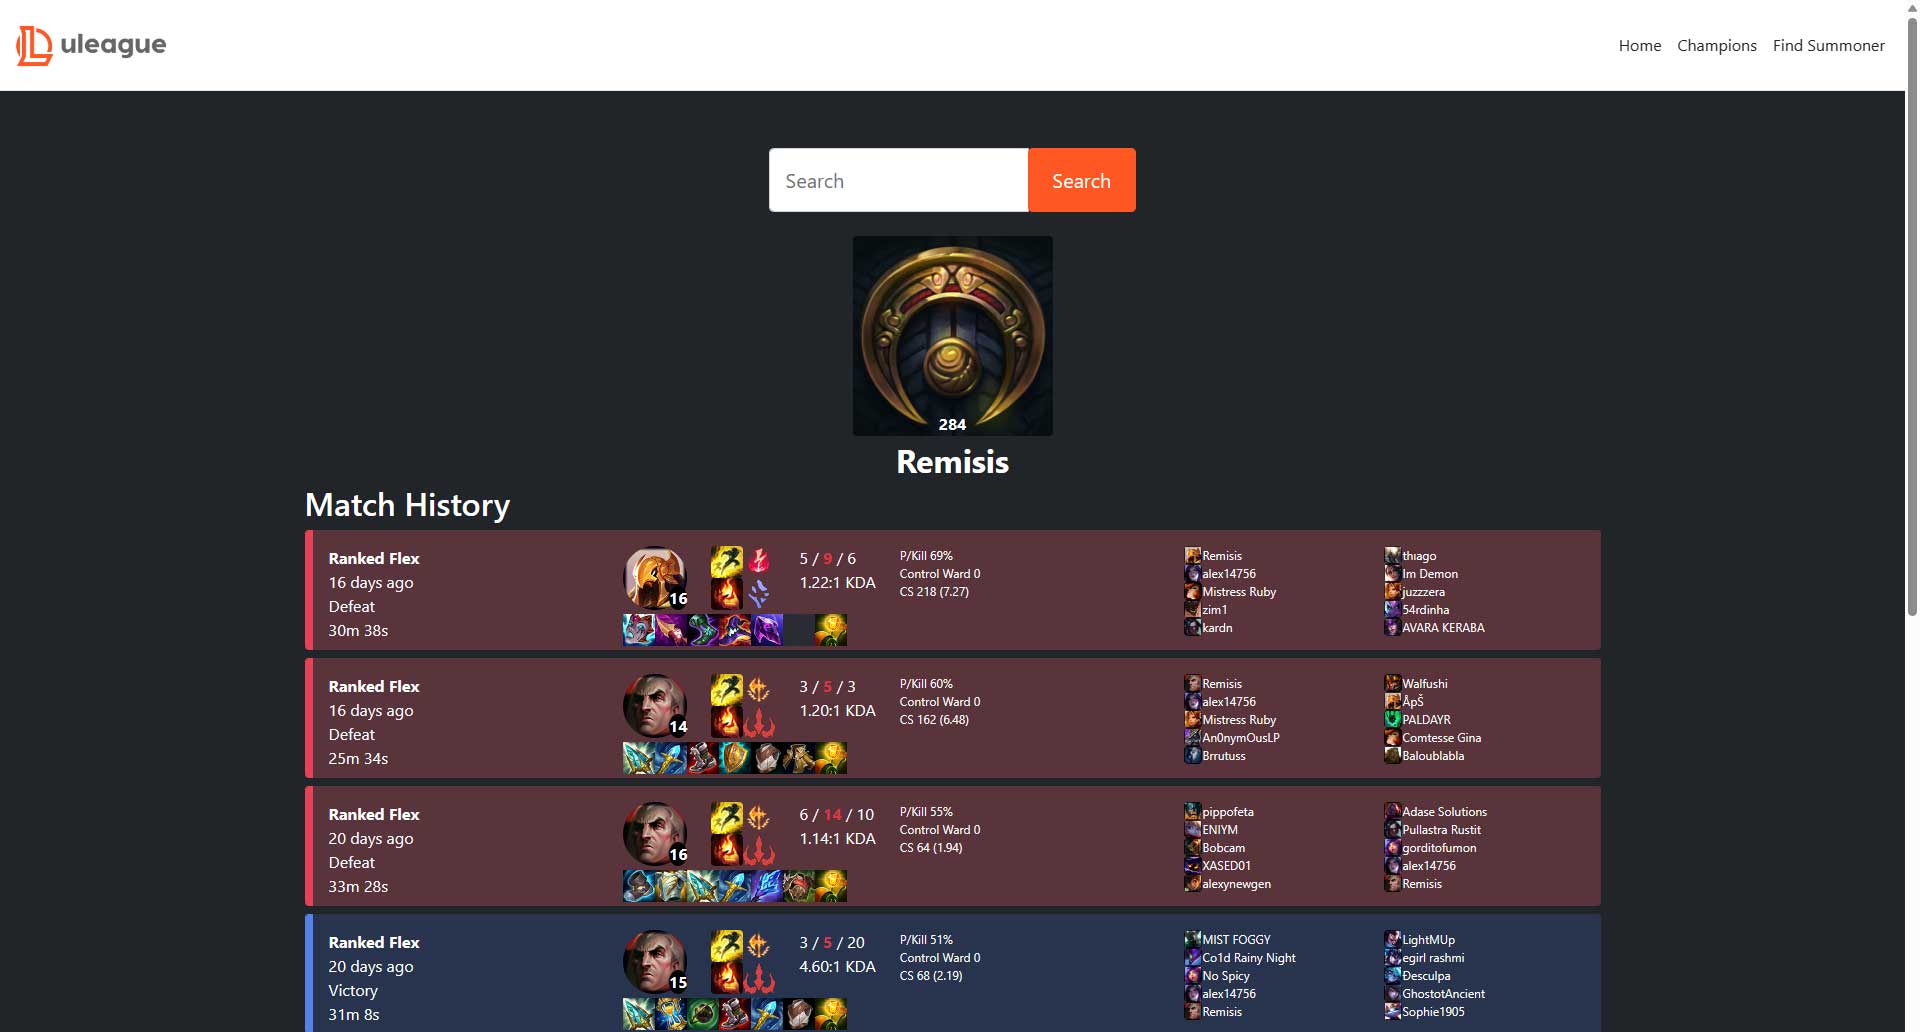 uleague
Home Champions Find Summoner
Search Search
284
Remisis
Match History
Ranked Flex
16 days ago
Defeat
30m 38s
16
5 / 9 / 6
1.22:1 KDA
P/Kill 69%
Control Ward 0
CS 218 (7.27)
Remisis
alex14756
Mistress Ruby
zim1
kardn
thıago
Im Demon
juzzzera
54rdinha
AVARA KERABA
Ranked Flex
16 days ago
Defeat
25m 34s
14
3 / 5 / 3
1.20:1 KDA
P/Kill 60%
Control Ward 0
CS 162 (6.48)
Remisis
alex14756
Mistress Ruby
An0nymOusLP
Brrutuss
Walfushi
ÅpŠ
PALDAYR
Comtesse Gina
Baloublabla
Ranked Flex
20 days ago
Defeat
33m 28s
16
6 / 14 / 10
1.14:1 KDA
P/Kill 55%
Control Ward 0
CS 64 (1.94)
pippofeta
ENIYM
Bobcam
XASED01
alexynewgen
Adase Solutions
Pullastra Rustit
gorditofumon
alex14756
Remisis
Ranked Flex
20 days ago
Victory
31m 8s
15
3 / 5 / 20
4.60:1 KDA
P/Kill 51%
Control Ward 0
CS 68 (2.19)
MIST FOGGY
Co1d Rainy Night
No Spicy
alex14756
Remisis
LightMUp
egirl rashmi
Ðesculpa
GhostotAncient
Sophie1905